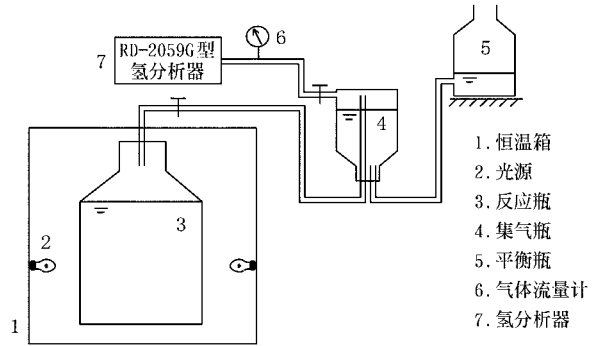 RD-2059G型
氢分析器
7
6
5
4
3
2
1
1.恒温箱
2.光源
3.反应瓶
4.集气瓶
5.平衡瓶
6.气体流量计
7.氢分析器